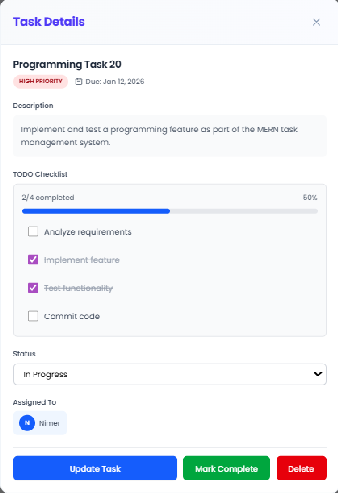 Task Details
Programming Task 20
HIGH PRIORITY
Due: Jan 12, 2026
Description
Implement and test a programming feature as part of the MERN task
management system.
TODO Checklist
2/4 completed
50%
Analyze requirements
Implement feature
Test functionality
Commit code
Status
In Progress
Assigned To
N Nimer
Update Task
Mark Complete
Delete